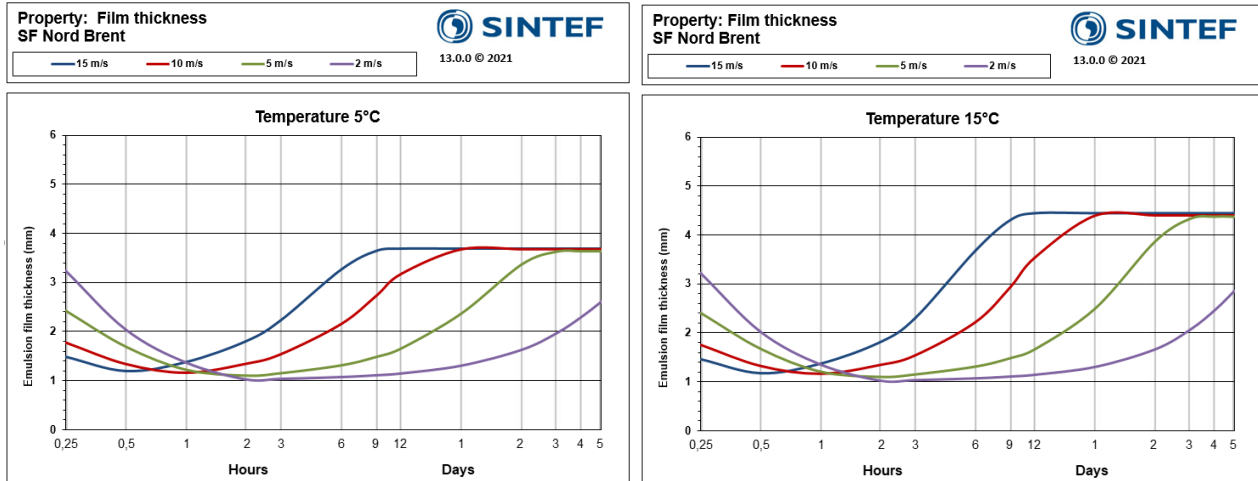 Property: Film thickness
SF Nord Brent
SINTEF
13.0.0 © 2021
15 m/s 10 m/s 5 m/s 2 m/s
Temperature 5°C
Emulsion film thickness (mm)
6
5
4
3
2
1
0
0,25 0,5 1 2 3 6 9 12 1 2 3 4 5
Hours Days
Property: Film thickness
SF Nord Brent
SINTEF
13.0.0 © 2021
15 m/s 10 m/s 5 m/s 2 m/s
Temperature 15°C
Emulsion film thickness (mm)
6
5
4
3
2
1
0
0,25 0,5 1 2 3 6 9 12 1 2 3 4 5
Hours Days